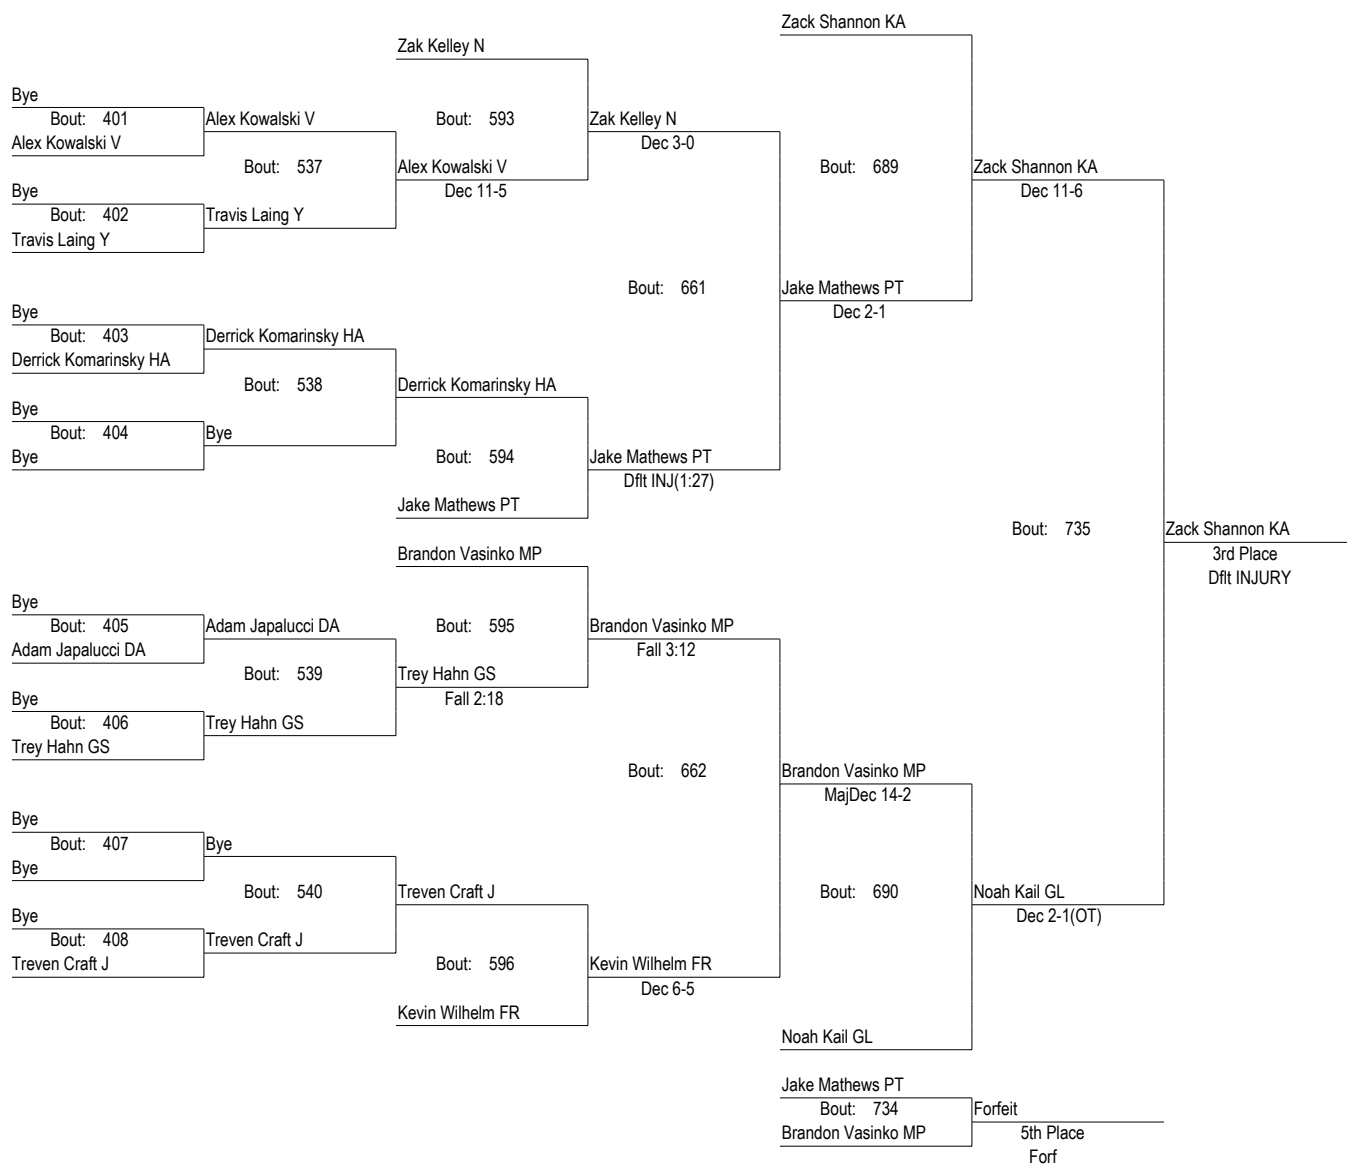 Zack Shannon KA
Zak Kelley N
Bye
Bout: 401
Alex Kowalski V
Alex Kowalski V
Bout: 593
Zak Kelley N
Dec 3-0
Bout: 537
Alex Kowalski V
Dec 11-5
Bout: 689
Zack Shannon KA
Dec 11-6
Bye
Bout: 402
Travis Laing Y
Travis Laing Y
Bout: 661
Jake Mathews PT
Dec 2-1
Bye
Bout: 403
Derrick Komarinsky HA
Derrick Komarinsky HA
Bout: 538
Derrick Komarinsky HA
Bye
Bout: 404
Bye
Bye
Bout: 594
Jake Mathews PT
Dflt INJ(1:27)
Jake Mathews PT
Bout: 735
Zack Shannon KA
3rd Place
Dflt INJURY
Brandon Vasinko MP
Bye
Bout: 405
Adam Japalucci DA
Adam Japalucci DA
Bout: 595
Brandon Vasinko MP
Fall 3:12
Bout: 539
Trey Hahn GS
Fall 2:18
Bye
Bout: 406
Trey Hahn GS
Trey Hahn GS
Bout: 662
Brandon Vasinko MP
MajDec 14-2
Bye
Bout: 407
Bye
Bye
Bout: 540
Treven Craft J
Bout: 690
Noah Kail GL
Dec 2-1(OT)
Bye
Bout: 408
Treven Craft J
Treven Craft J
Bout: 596
Kevin Wilhelm FR
Dec 6-5
Kevin Wilhelm FR
Noah Kail GL
Jake Mathews PT
Bout: 734
Brandon Vasinko MP
Forfeit
5th Place
Forf